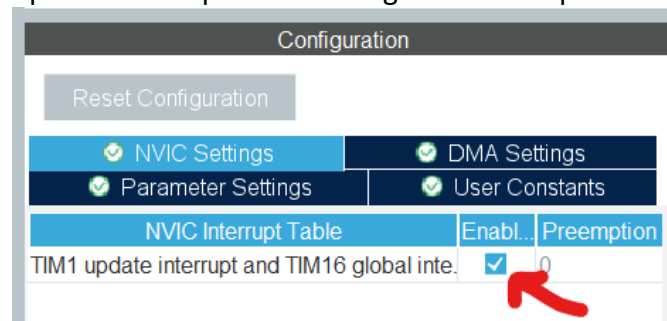 Configuration
Reset Configuration
NVIC Settings DMA Settings
Parameter Settings User Constants
NVIC Interrupt Table Enabl... Preemption
TIM1 update interrupt and TIM16 global inte. 0